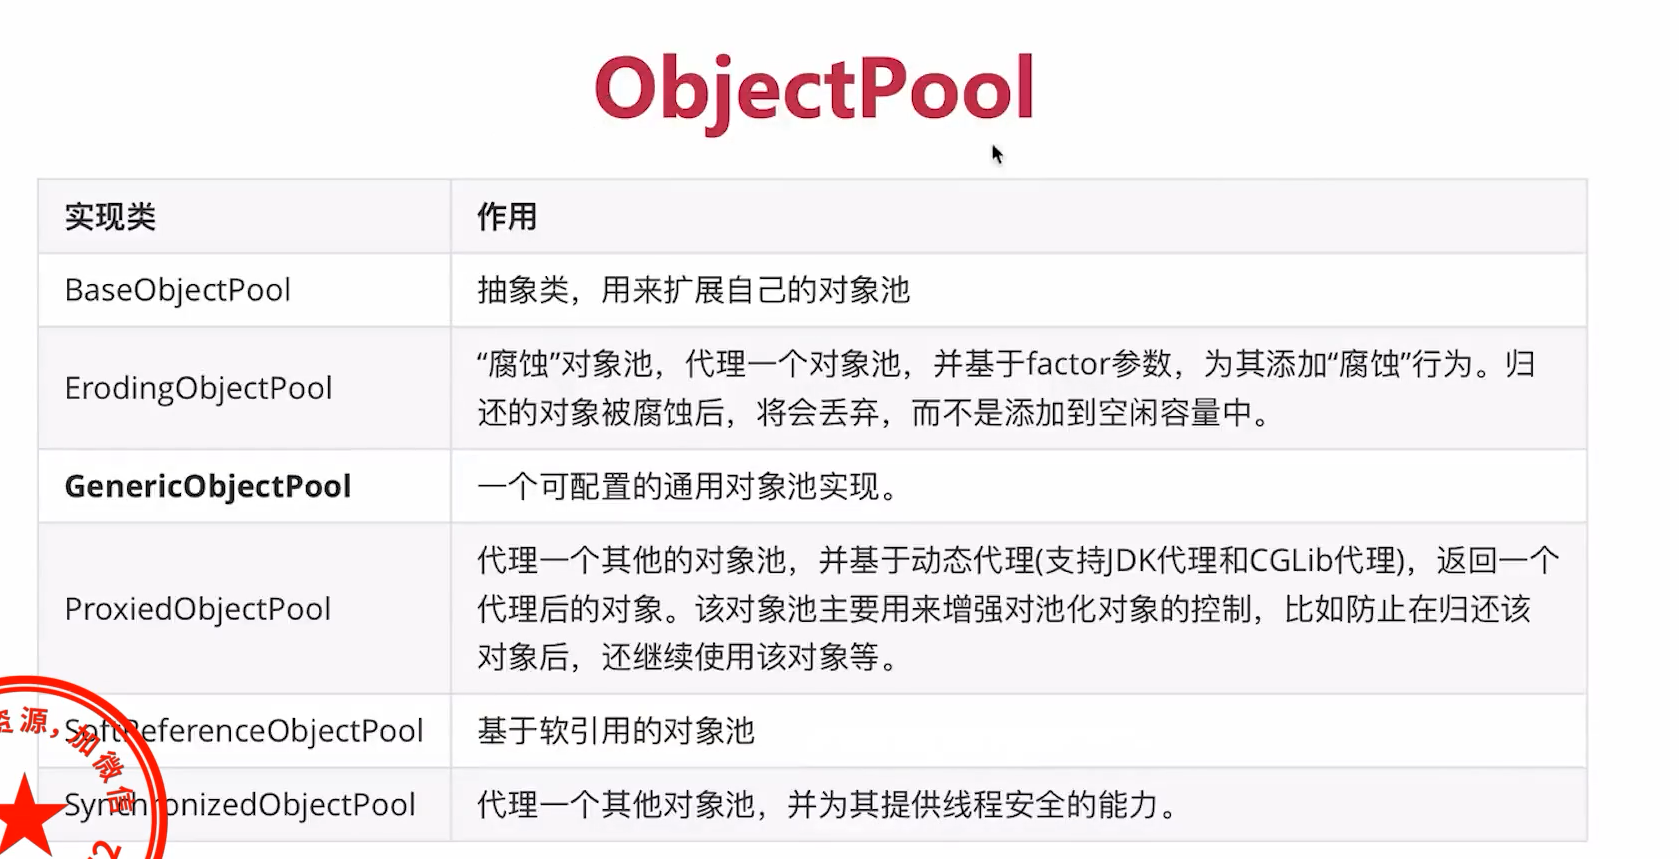 ObjectPool
实现类 作用
BaseObjectPool 抽象类，用来扩展自己的对象池
ErodingObjectPool “腐蚀”对象池，代理一个对象池，并基于factor参数，为其添加“腐蚀”行为。归
还的对象被腐蚀后，将会丢弃，而不是添加到空闲容量中。
GenericObjectPool 一个可配置的通用对象池实现。
代理一个其他的对象池，并基于动态代理(支持JDK代理和CGLib代理)，返回一个
ProxiedObjectPool 代理后的对象。该对象池主要用来增强对池化对象的控制，比如防止在归还该
对象后，还继续使用该对象等。
SoftReferenceObjectPool 基于软引用的对象池
SynchronizedObjectPool 代理一个其他对象池，并为其提供线程安全的能力。
源，加微信
2